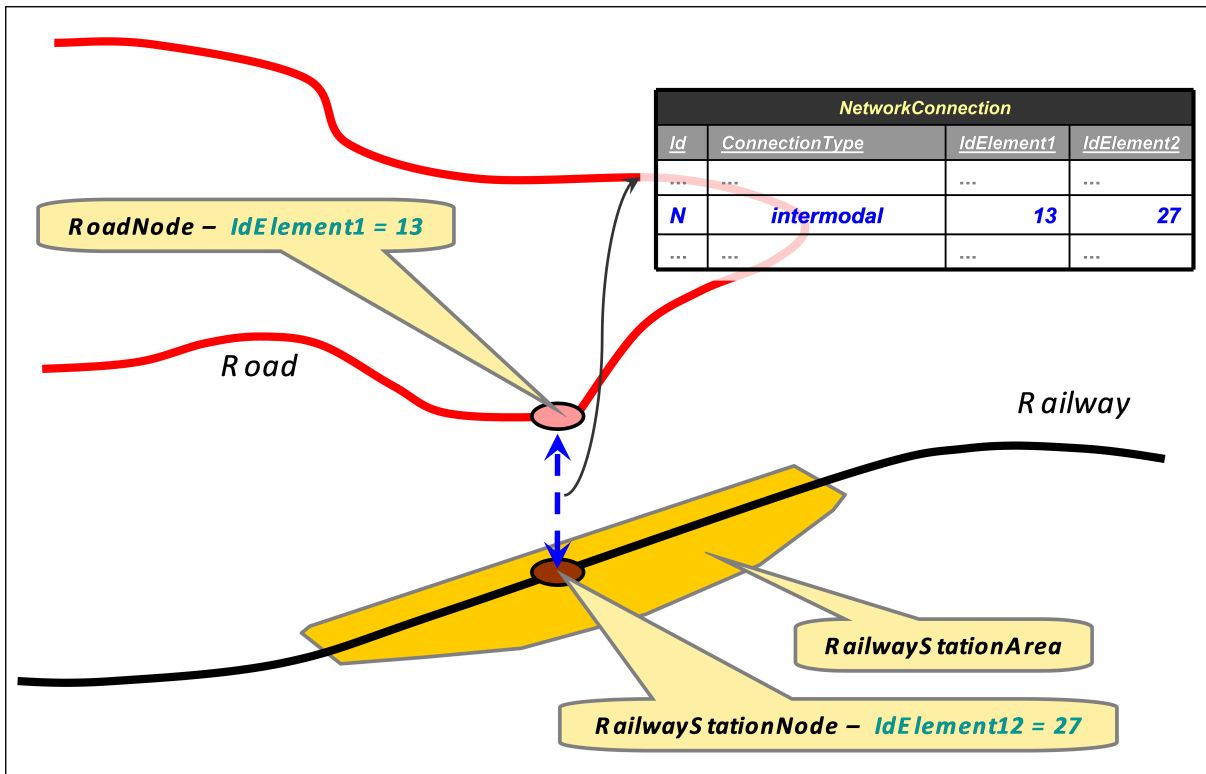 NetworkConnection
Id ConnectionType IdElement1 IdElement2
... ... ... ...
N intermodal 13 27
... ... ... ...
RoadNode – IdElement1 = 13
Road
Railway
RailwayStationArea
RailwayStationNode – IdElement12 = 27